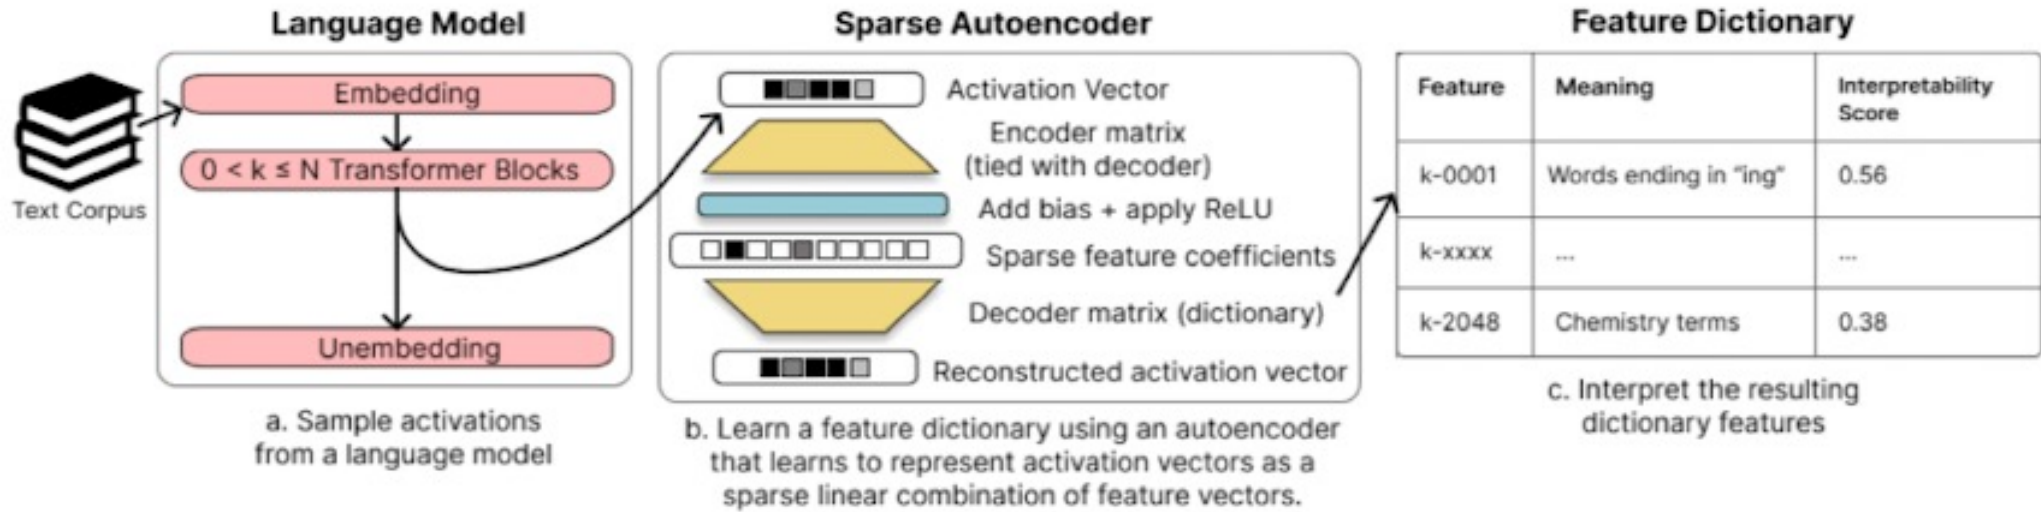 Language Model
Text Corpus
Embedding
0 < k ≤ N Transformer Blocks
Unembedding
a. Sample activations
from a language model
Sparse Autoencoder
Activation Vector
Encoder matrix
(tied with decoder)
Add bias + apply ReLU
Sparse feature coefficients
Decoder matrix (dictionary)
Reconstructed activation vector
b. Learn a feature dictionary using an autoencoder
that learns to represent activation vectors as a
sparse linear combination of feature vectors.
Feature Dictionary
Feature Meaning Interpretability
Score
k-0001 Words ending in "ing" 0.56
k-xxxx ... ...
k-2048 Chemistry terms 0.38
c. Interpret the resulting
dictionary features